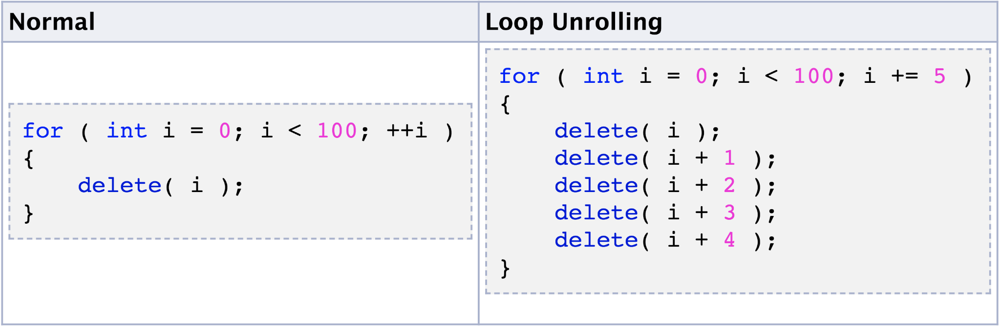 Normal
for ( int i = 0; i < 100; ++i )
{
    delete( i );
}
Loop Unrolling
for ( int i = 0; i < 100; i += 5 )
{
    delete( i );
    delete( i + 1 );
    delete( i + 2 );
    delete( i + 3 );
    delete( i + 4 );
}